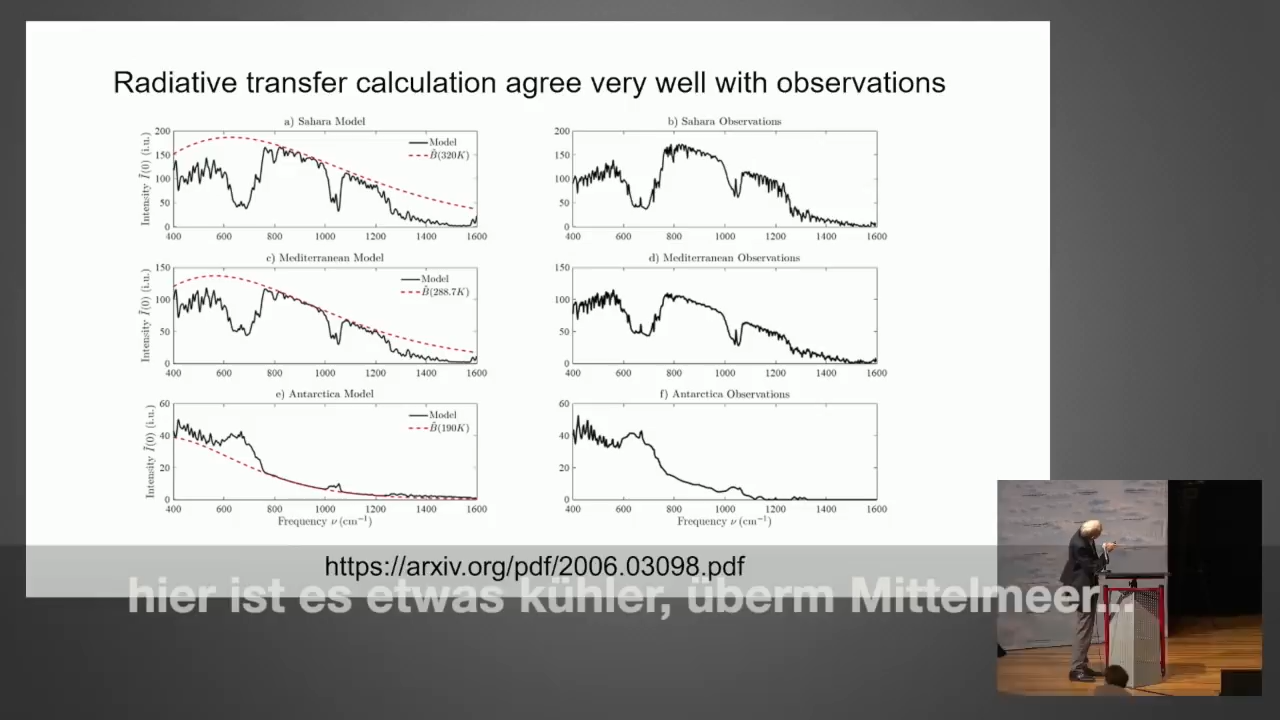 Radiative transfer calculation agree very well with observations
a) Sahara Model
b) Sahara Observations
Intensity Ĩ(0) (i.u.)
200
150
100
50
0
400 600 800 1000 1200 1400 1600
Model
B̃(320K)
200
150
100
50
0
400 600 800 1000 1200 1400 1600
c) Mediterranean Model
d) Mediterranean Observations
Intensity Ĩ(0) (i.u.)
150
100
50
0
400 600 800 1000 1200 1400 1600
Model
B̃(288.7K)
150
100
50
0
400 600 800 1000 1200 1400 1600
e) Antarctica Model
f) Antarctica Observations
Intensity Ĩ(0) (i.u.)
60
40
20
0
400 600 800 1000 1200 1400 1600
Model
B̃(190K)
Frequency ν (cm⁻¹)
60
40
20
0
400 600 800 1000 1200 1400 1600
Frequency ν (cm⁻¹)
https://arxiv.org/pdf/2006.03098.pdf
hier ist es etwas kühler, überm Mittelmeer...